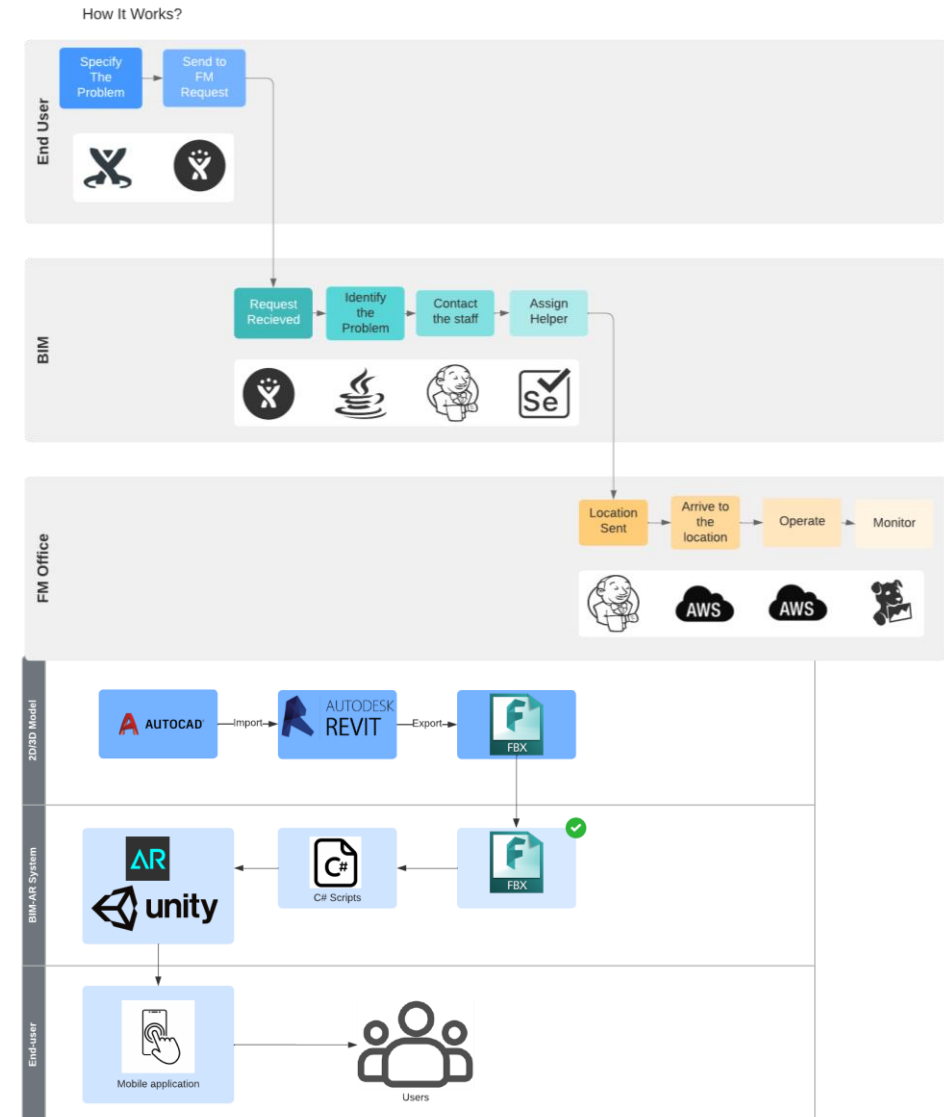 How It Works?
End User
Specify
The
Problem
Send to
FM
Request
BIM
Request
Recieved
Identify
the
Problem
Contact
the staff
Assign
Helper
Se
FM Office
Location
Sent
Arrive to
the
location
Operate
Monitor
AWS
AWS
2D/3D Model
A AUTOCAD
Import
AUTODESK
REVIT
Export
F
FBX
BIM-AR System
AR
unity
C#
C# Scripts
F
FBX
End-user
Mobile application
Users